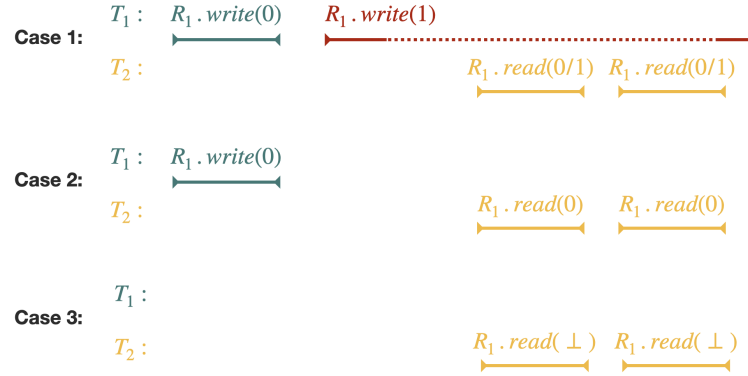 T₁ : R₁.write(0) R₁.write(1)
Case 1:
T₂ : R₁.read(0/1) R₁.read(0/1)
T₁ : R₁.write(0)
Case 2:
T₂ : R₁.read(0) R₁.read(0)
T₁ :
Case 3:
T₂ : R₁.read( ⊥ ) R₁.read( ⊥ )